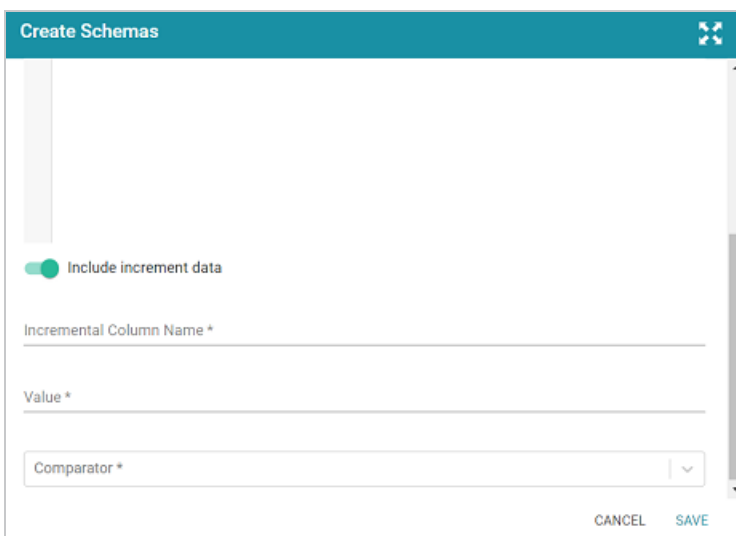 Create Schemas
Include increment data
Incremental Column Name *
Value *
Comparator *
CANCEL SAVE